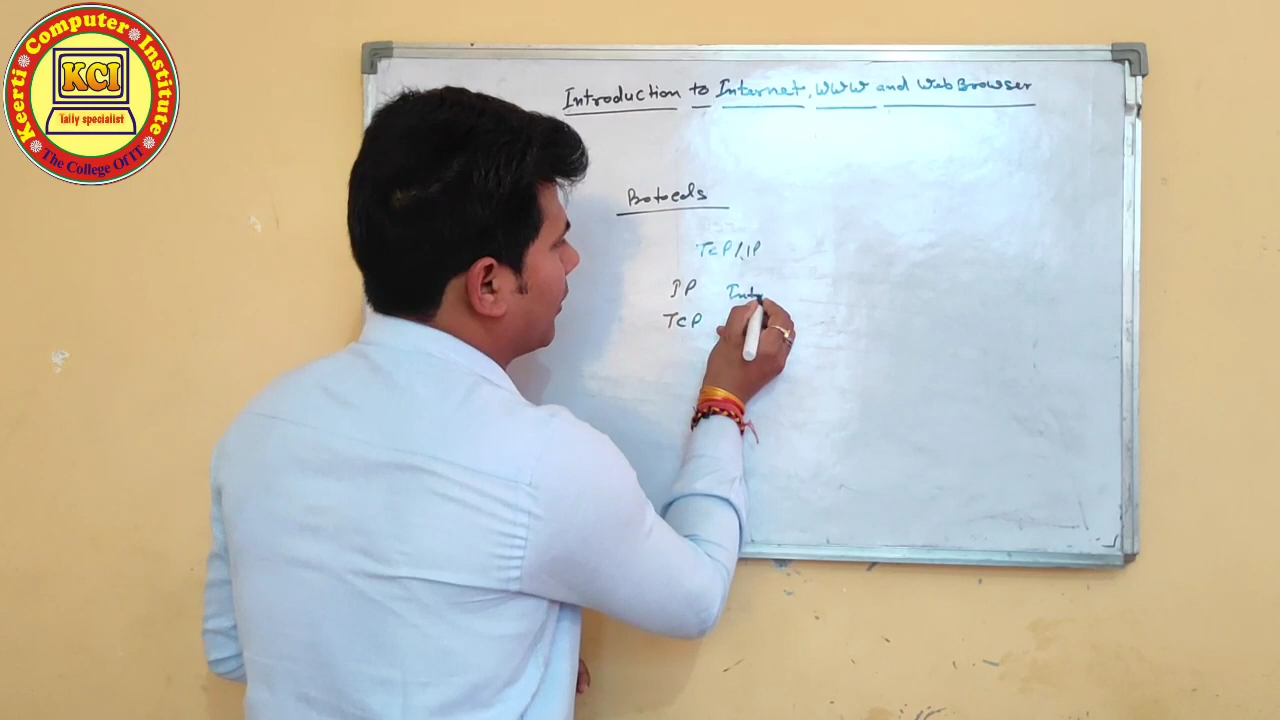 Keerti Computer Institute
KCI
Tally specialist
The College Of IT
Introduction to Internet, WWW and Web Browser
Protocols
TCP/IP
IP Inte
TCP